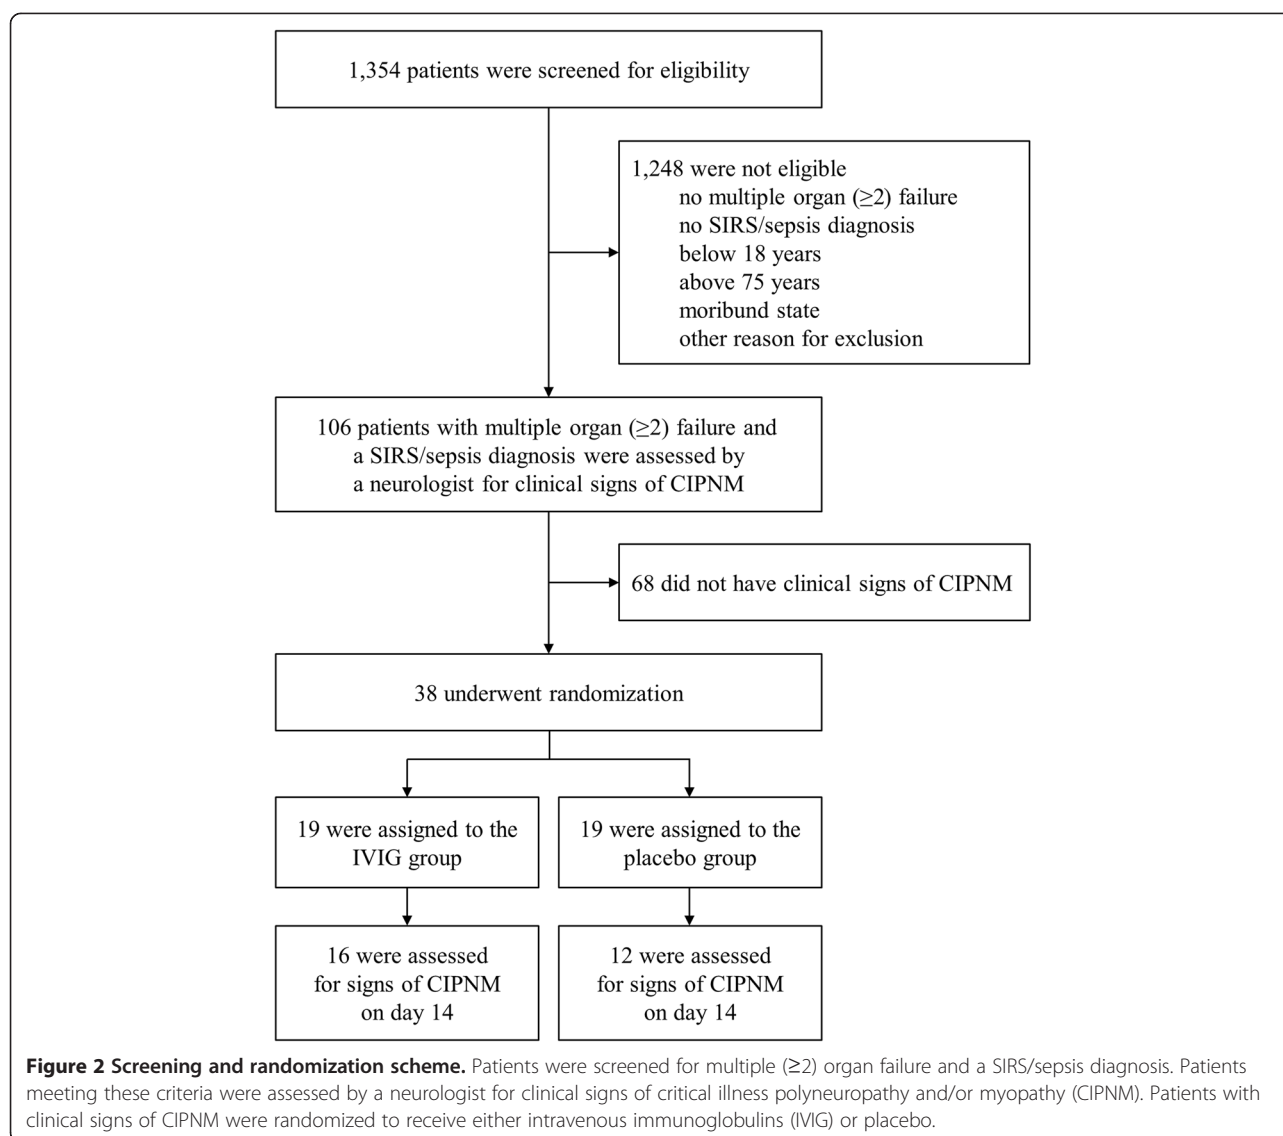 1,354 patients were screened for eligibility
1,248 were not eligible
no multiple organ (≥2) failure
no SIRS/sepsis diagnosis
below 18 years
above 75 years
moribund state
other reason for exclusion
106 patients with multiple organ (≥2) failure and
a SIRS/sepsis diagnosis were assessed by
a neurologist for clinical signs of CIPNM
68 did not have clinical signs of CIPNM
38 underwent randomization
19 were assigned to the
IVIG group
19 were assigned to the
placebo group
16 were assessed
for signs of CIPNM
on day 14
12 were assessed
for signs of CIPNM
on day 14
Figure 2 Screening and randomization scheme. Patients were screened for multiple (≥2) organ failure and a SIRS/sepsis diagnosis. Patients
meeting these criteria were assessed by a neurologist for clinical signs of critical illness polyneuropathy and/or myopathy (CIPNM). Patients with
clinical signs of CIPNM were randomized to receive either intravenous immunoglobulins (IVIG) or placebo.